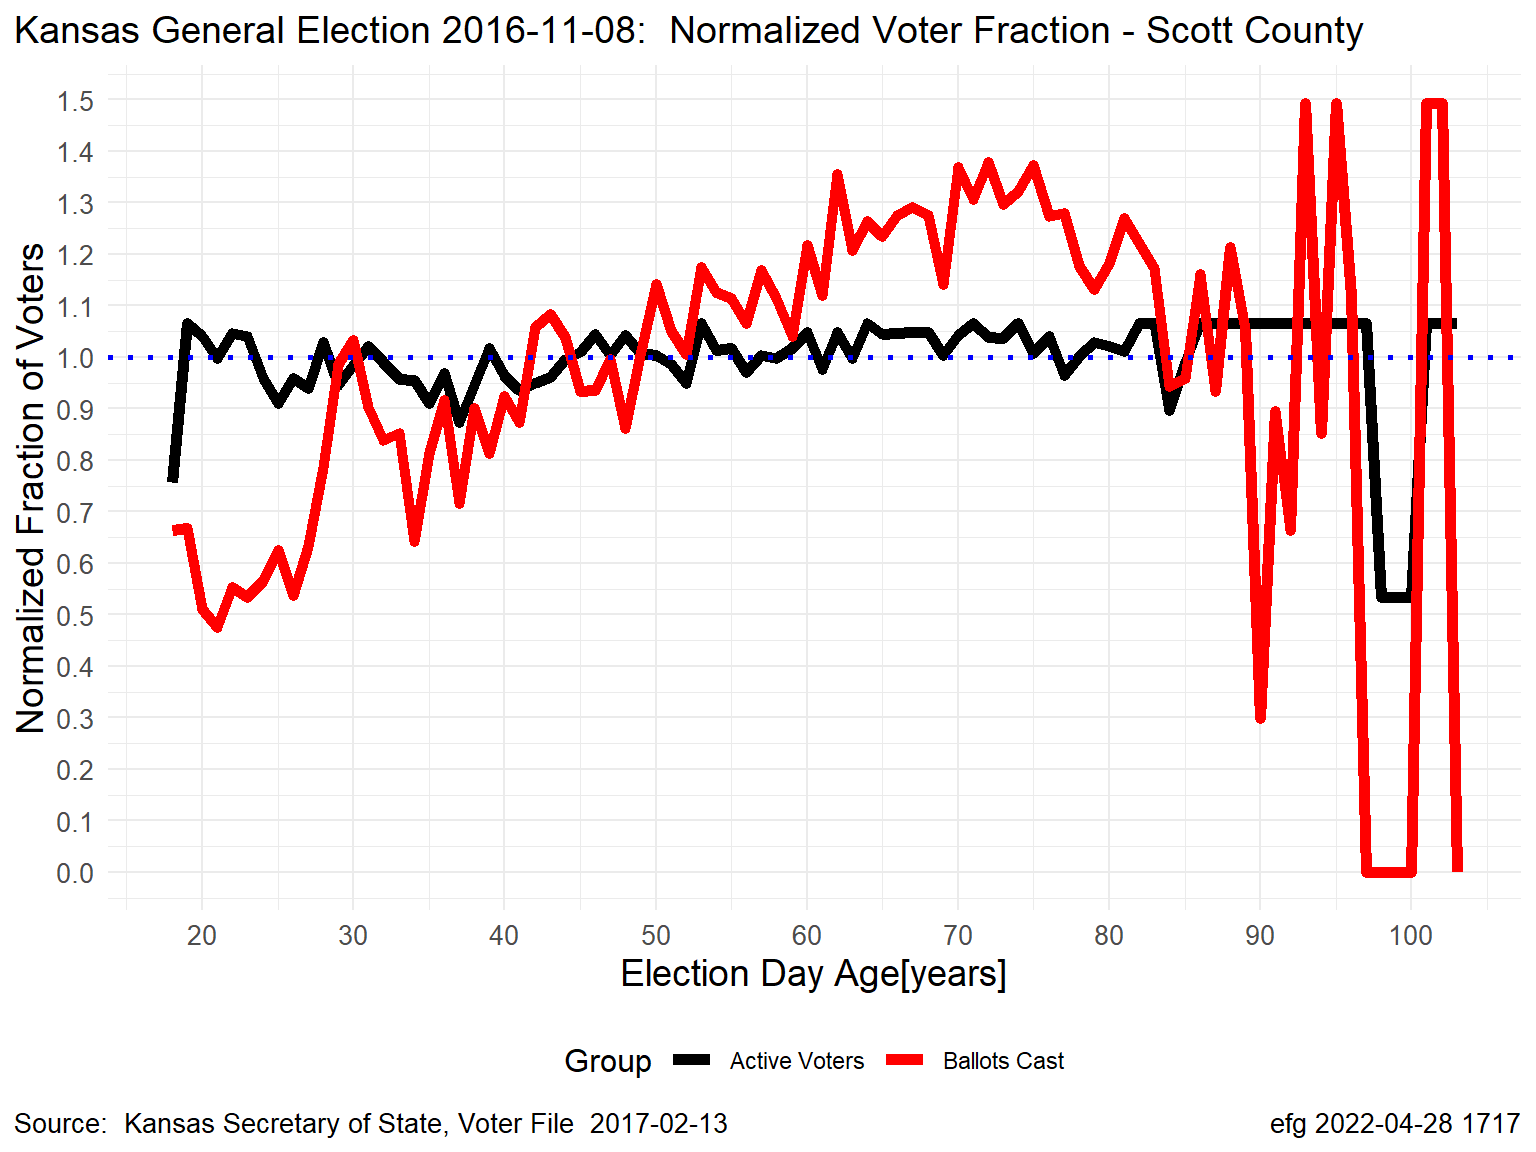 Kansas General Election 2016-11-08:  Normalized Voter Fraction - Scott County
Normalized Fraction of Voters
1.5
1.4
1.3
1.2
1.1
1.0
0.9
0.8
0.7
0.6
0.5
0.4
0.3
0.2
0.1
0.0
20 30 40 50 60 70 80 90 100
Election Day Age[years]
Group Active Voters Ballots Cast
Source:  Kansas Secretary of State, Voter File  2017-02-13 efg 2022-04-28 1717